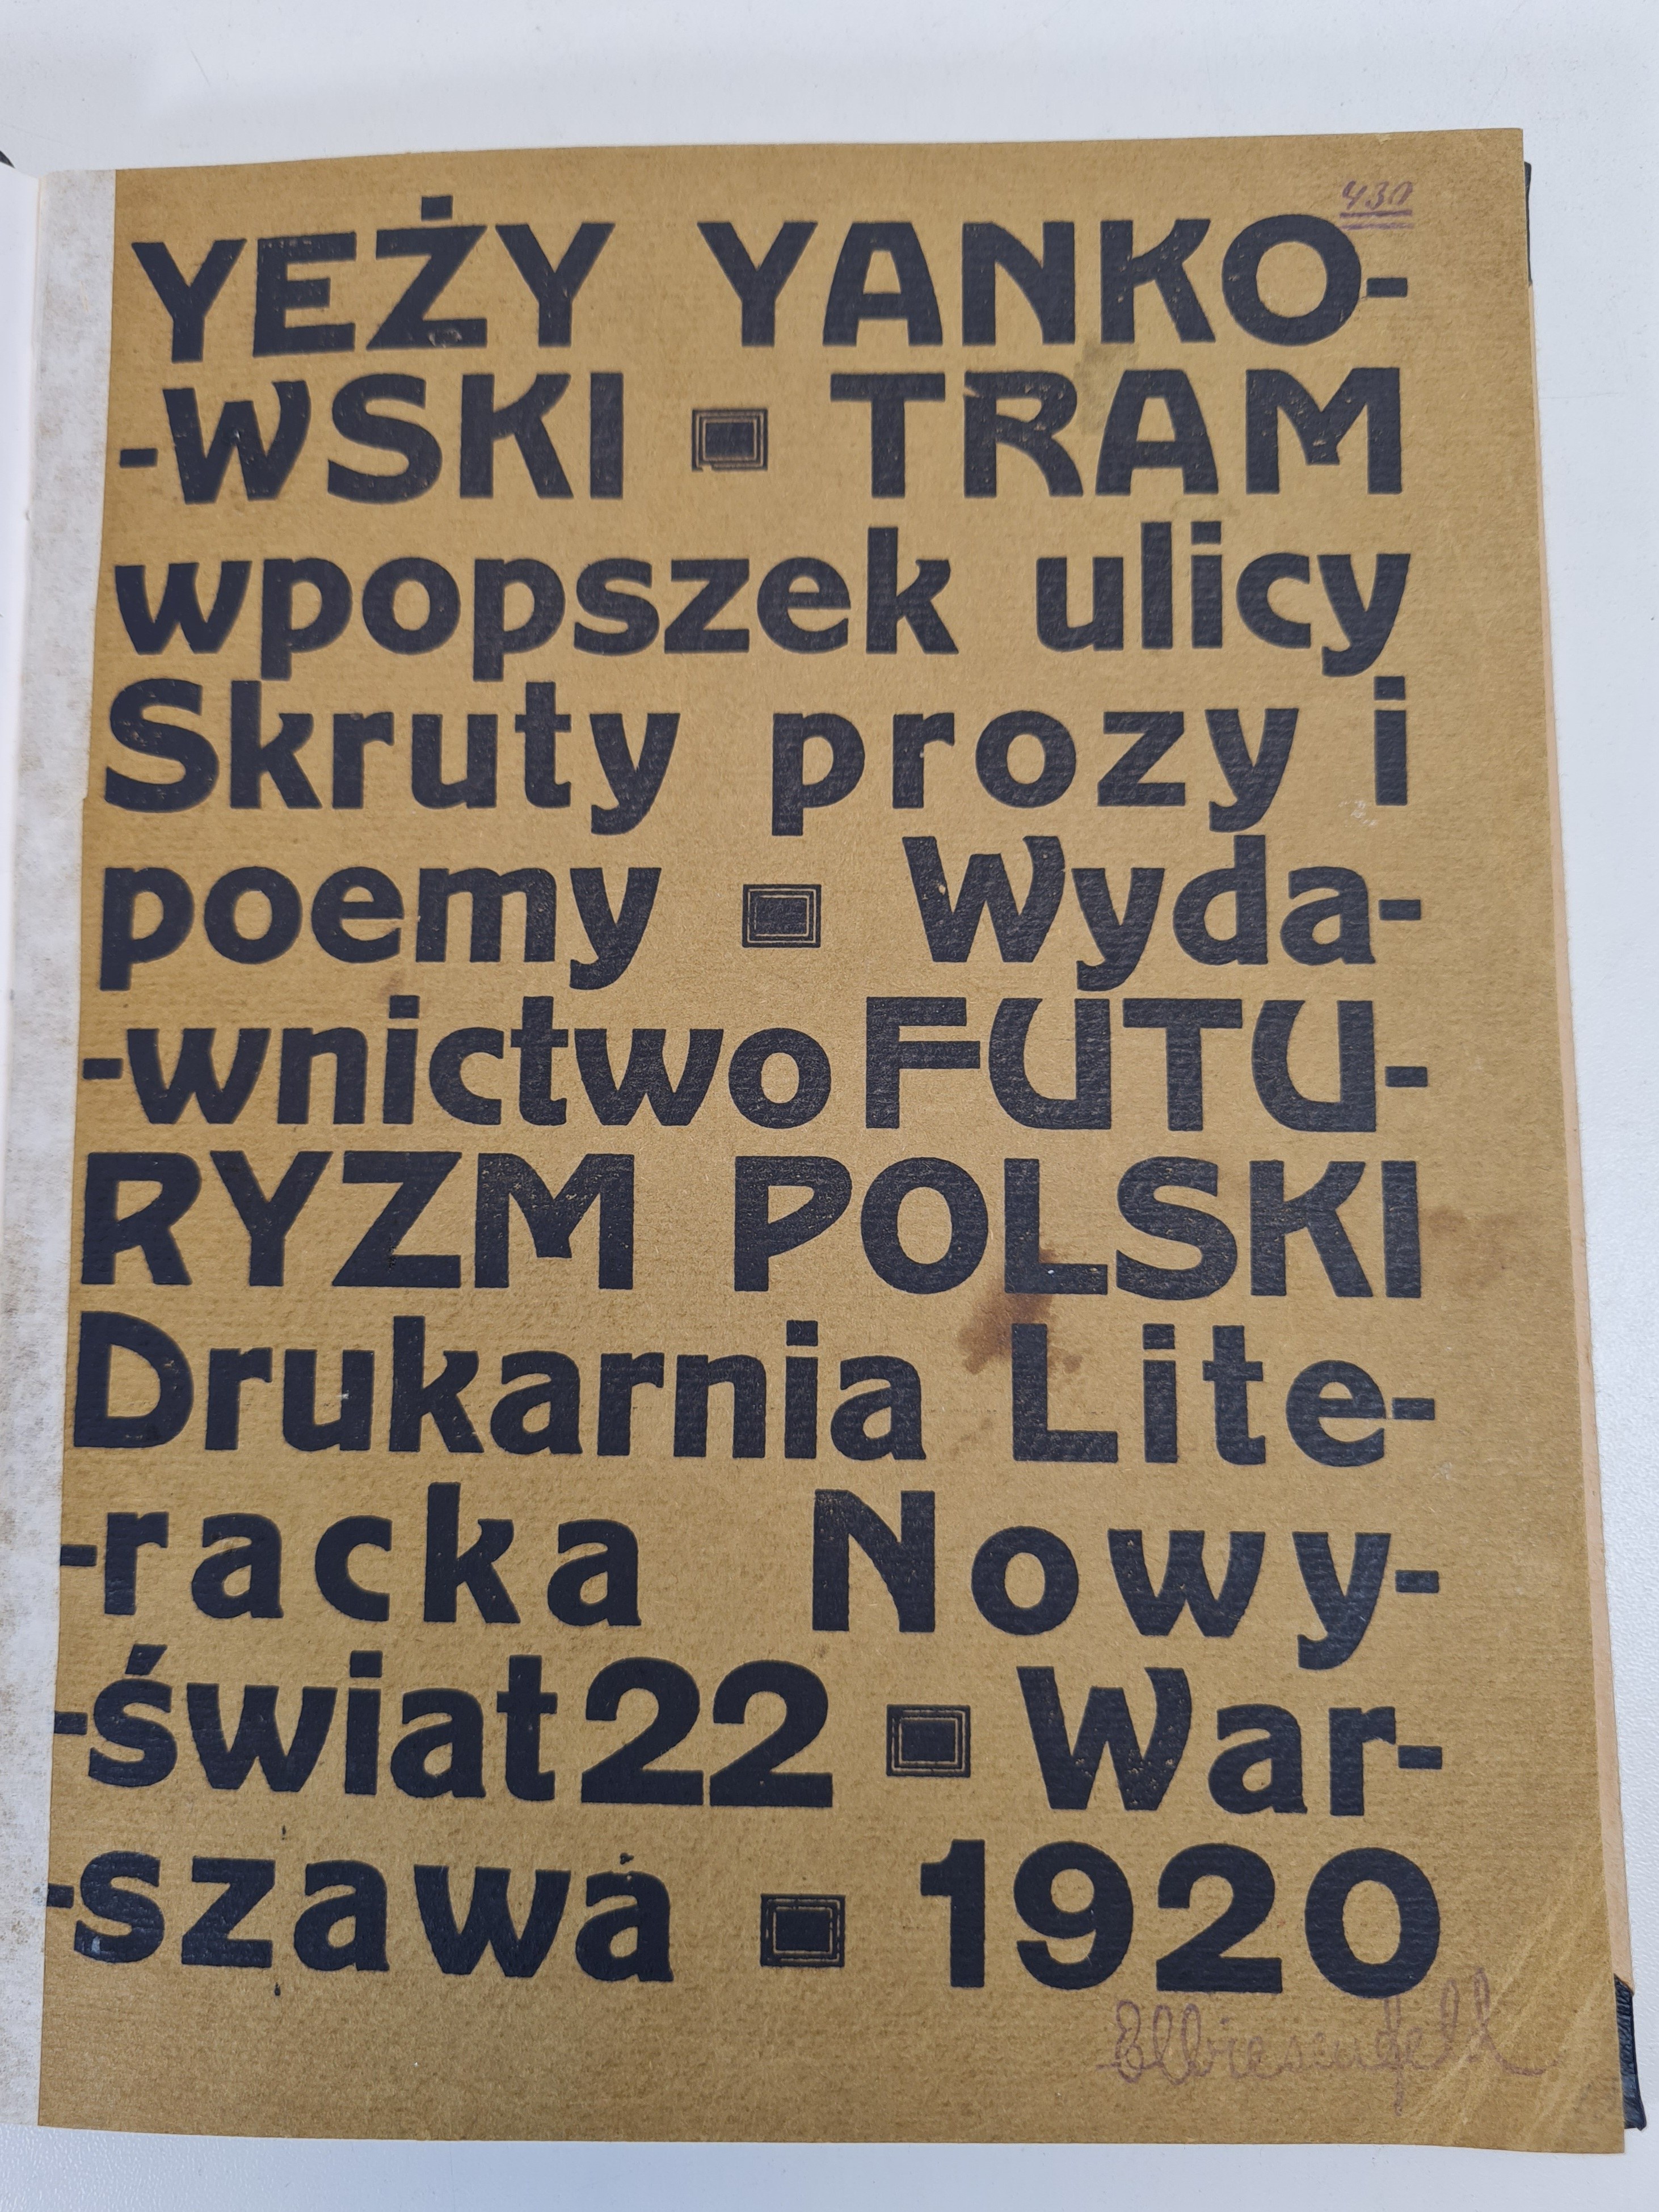 430
YEŻY YANKO-
-WSKI TRAM
wpopszek ulicy
Skruty prozy i
poemy Wyda-
-wnictwo FUTU-
RYZM POLSKI
Drukarnia Lite-
-racka Nowy-
-świat 22 War-
-szawa 1920